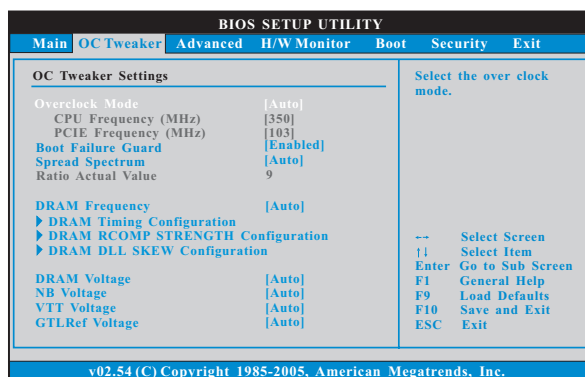 BIOS SETUP UTILITY
Main OC Tweaker Advanced H/W Monitor Boot Security Exit
OC Tweaker Settings
Overclock Mode [Auto]
CPU Frequency (MHz) [350]
PCIE Frequency (MHz) [103]
Boot Failure Guard [Enabled]
Spread Spectrum [Auto]
Ratio Actual Value 9
DRAM Frequency [Auto]
DRAM Timing Configuration
DRAM RCOMP STRENGTH Configuration
DRAM DLL SKEW Configuration
DRAM Voltage [Auto]
NB Voltage [Auto]
VTT Voltage [Auto]
GTLRef Voltage [Auto]
Select the over clock
mode.
←→ Select Screen
↑↓ Select Item
Enter Go to Sub Screen
F1 General Help
F9 Load Defaults
F10 Save and Exit
ESC Exit
v02.54 (C) Copyright 1985-2005, American Megatrends, Inc.